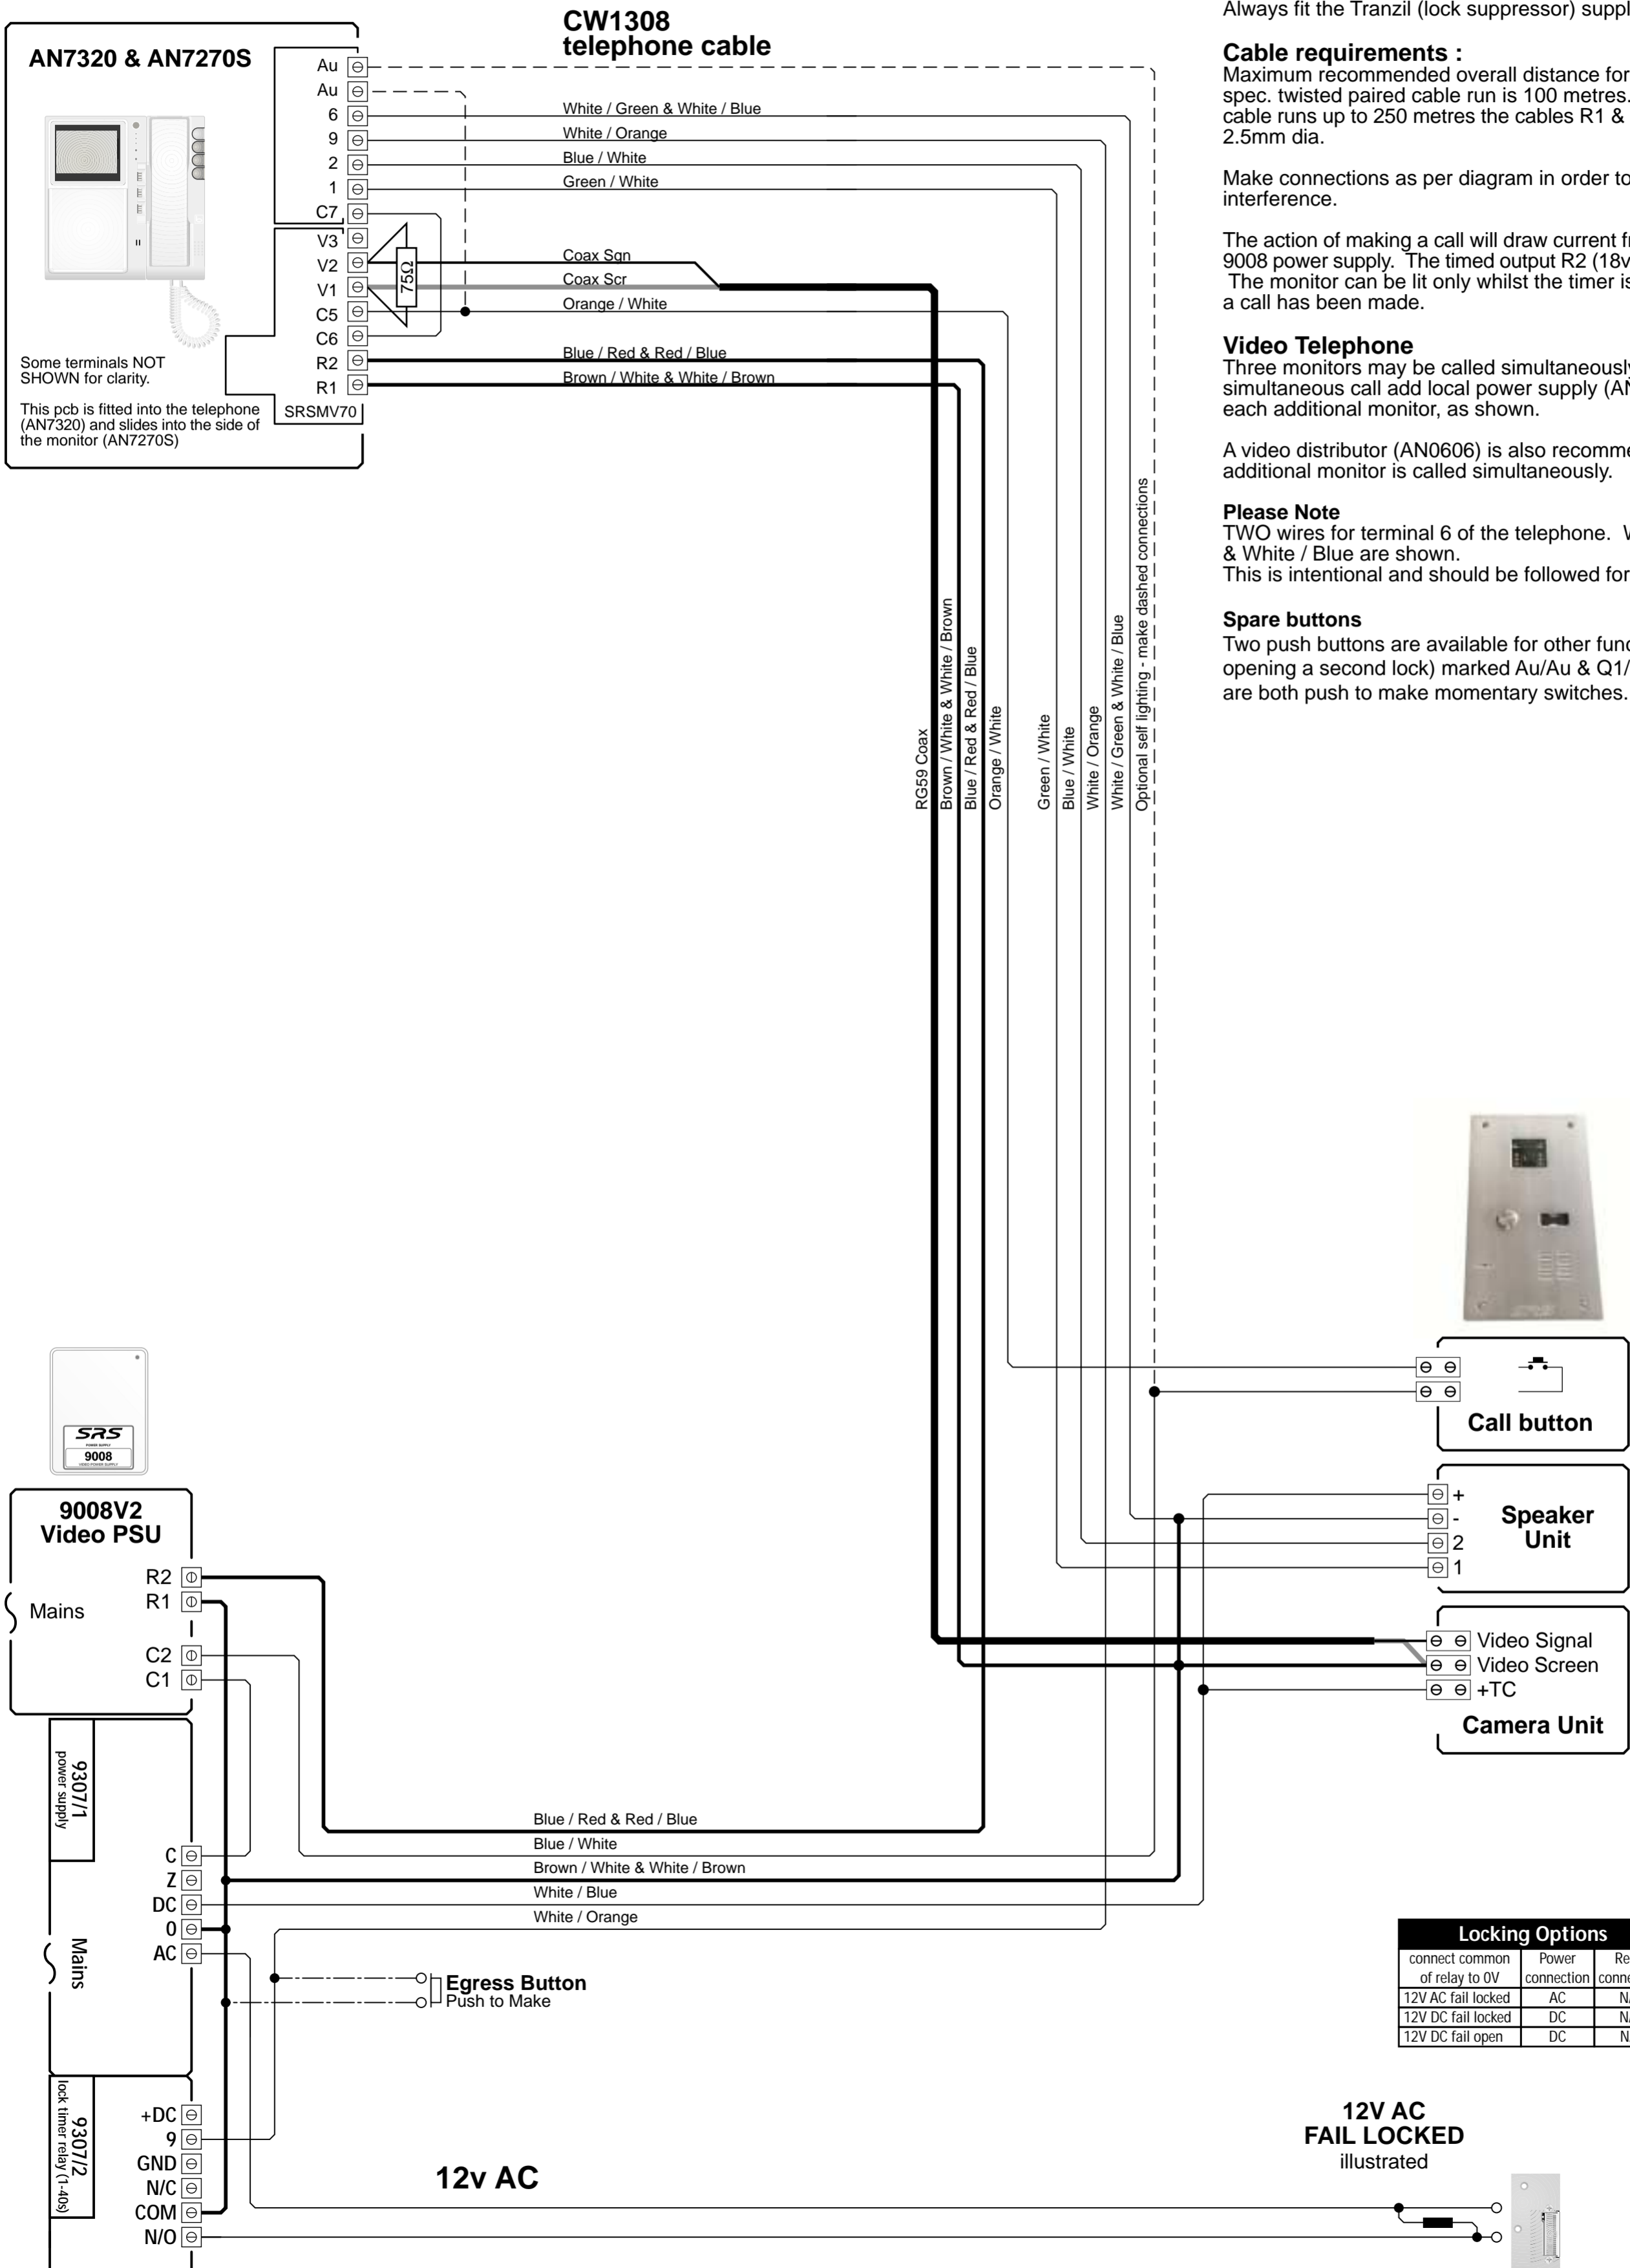 CW1308
telephone cable
AN7320 & AN7270S
Au
Au
6
9
2
1
C7
V3
V2
V1
C5
C6
R2
R1
SRSMV70
75Ω
Some terminals NOT
SHOWN for clarity.
This pcb is fitted into the telephone
(AN7320) and slides into the side of
the monitor (AN7270S)
White / Green & White / Blue
White / Orange
Blue / White
Green / White
Coax Sgn
Coax Scr
Orange / White
Blue / Red & Red / Blue
Brown / White & White / Brown
Always fit the Tranzil (lock suppressor)
Cable requirements :
Maximum recommended overall distance for
spec. twisted paired cable run is 100 metres.
cable runs up to 250 metres the cables R1 &
2.5mm dia.
Make connections as per diagram in order to
interference.
The action of making a call will draw current
9008 power supply. The timed output R2 (18v
The monitor can be lit only whilst the timer is
a call has been made.
Video Telephone
Three monitors may be called simultaneously
simultaneous call add local power supply
each additional monitor, as shown.
A video distributor (AN0606) is also
additional monitor is called simultaneously.
Please Note
TWO wires for terminal 6 of the telephone.
& White / Blue are shown.
This is intentional and should be followed for
Spare buttons
Two push buttons are available for other
opening a second lock) marked Au/Au & Q1/
are both push to make momentary switches.
RG59 Coax
Brown / White & White / Brown
Blue / Red & Red / Blue
Orange / White
Green / White
Blue / White
White / Orange
White / Green & White / Blue
Optional self lighting - make dashed connections
Call button
+
-
2
1
Speaker
Unit
Video Signal
Video Screen
+TC
Camera Unit
SRS
POWER SUPPLY
9008
VIDEO POWER SUPPLY
9008V2
Video PSU
R2
R1
Mains
C2
C1
9307/1
power supply
C
Z
DC
0
AC
Mains
Blue / Red & Red / Blue
Blue / White
Brown / White & White / Brown
White / Blue
White / Orange
Egress Button
Push to Make
9307/2
lock timer relay (1-40s)
+DC
9
GND
N/C
COM
N/O
12v AC
Locking Options
connect common Power
of relay to 0V connection
12V AC fail locked AC
12V DC fail locked DC
12V DC fail open DC
12V AC
FAIL LOCKED
illustrated